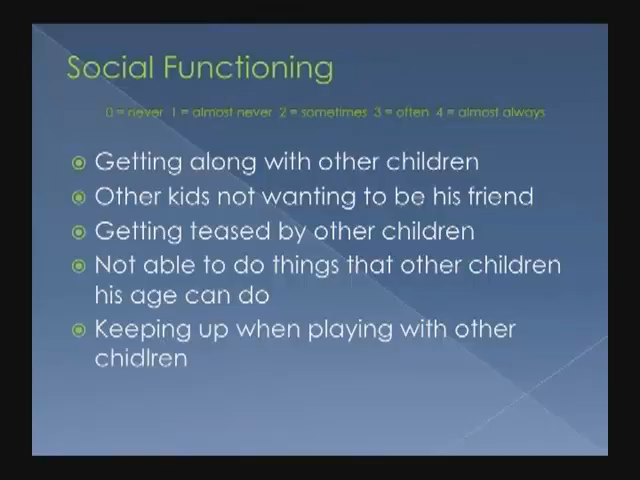 Social Functioning
0 = never 1 = almost never 2 = sometimes 3 = often 4 = almost always
Getting along with other children
Other kids not wanting to be his friend
Getting teased by other children
Not able to do things that other children
his age can do
Keeping up when playing with other
chidlren